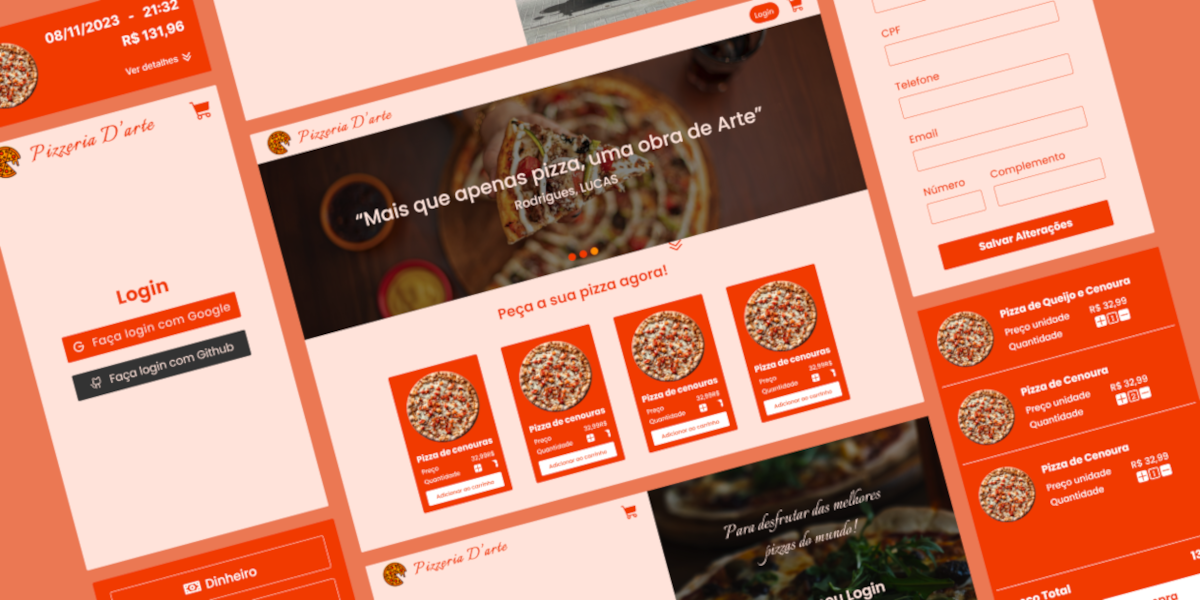 08/11/2023 - 21:32
R$ 131,96
Ver detalhes
Pizzeria D'arte
Login
Faça login com Google
Faça login com Github
Dinheiro
Login
Pizzeria D'arte
“Mais que apenas pizza, uma obra de Arte”
Rodrigues, LUCAS
Peça a sua pizza agora!
Pizza de cenouras
Preço 32,99R$
Quantidade 1
Adicionar ao carrinho
Pizza de cenouras
Preço 32,99R$
Quantidade 1
Adicionar ao carrinho
Pizza de cenouras
Preço 32,99R$
Quantidade 1
Adicionar ao carrinho
Pizza de cenouras
Preço 32,99R$
Quantidade 1
Adicionar ao carrinho
Pizzeria D'arte
Para desfrutar das melhores
pizzas do mundo!
Login
CPF
Telefone
Email
Número Complemento
Salvar Alterações
Pizza de Queijo e Cenoura
Preço unidade R$ 32,99
Quantidade 1
Pizza de Cenoura
Preço unidade R$ 32,99
Quantidade 2
Pizza de Cenoura
Preço unidade R$ 32,99
Quantidade 1
Total